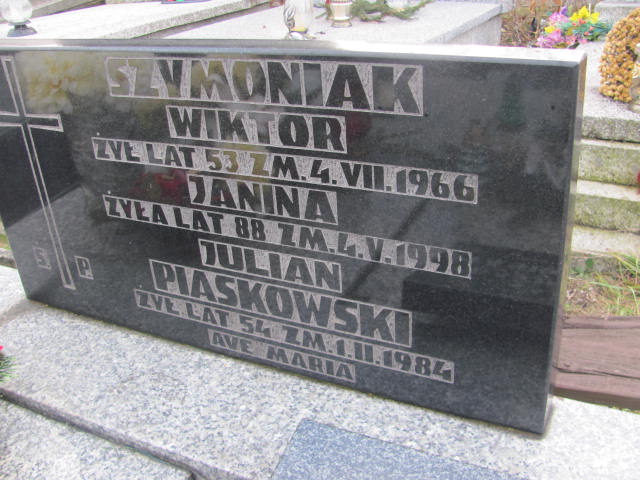 SZYMONIAK
WIKTOR
ŻYŁ LAT 53 ZM. 4. VII. 1966
JANINA
ŻYŁA LAT 88 ZM. 4. V. 1998
JULIAN
PIASKOWSKI
ŻYŁ LAT 54 ZM. 1. II. 1984
AVE MARIA
Ś P.